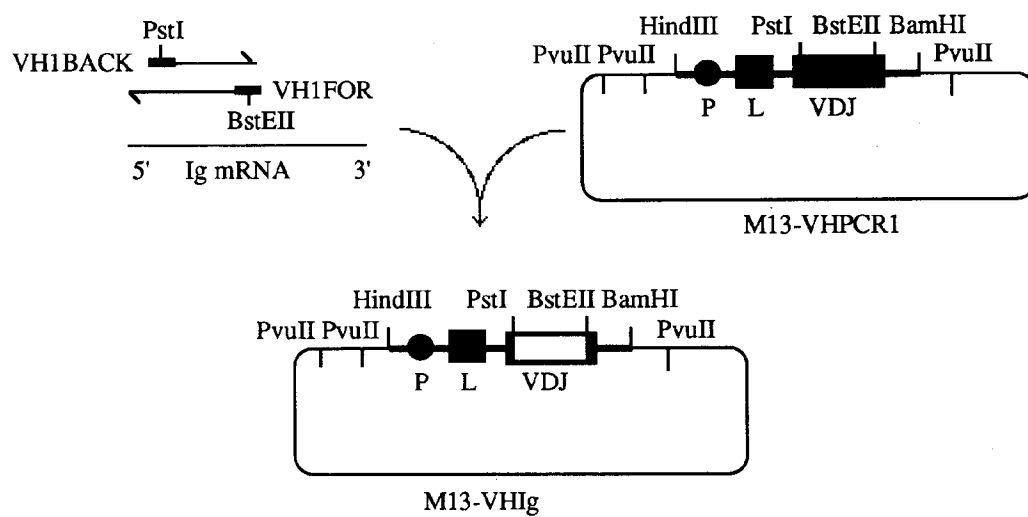 PstI
VH1BACK
VH1FOR
BstEII
5' Ig mRNA 3'
HindIII PstI BstEII BamHI
PvuII PvuII PvuII
P L VDJ
M13-VHPCR1
HindIII PstI BstEII BamHI
PvuII PvuII PvuII
P L VDJ
M13-VHIg